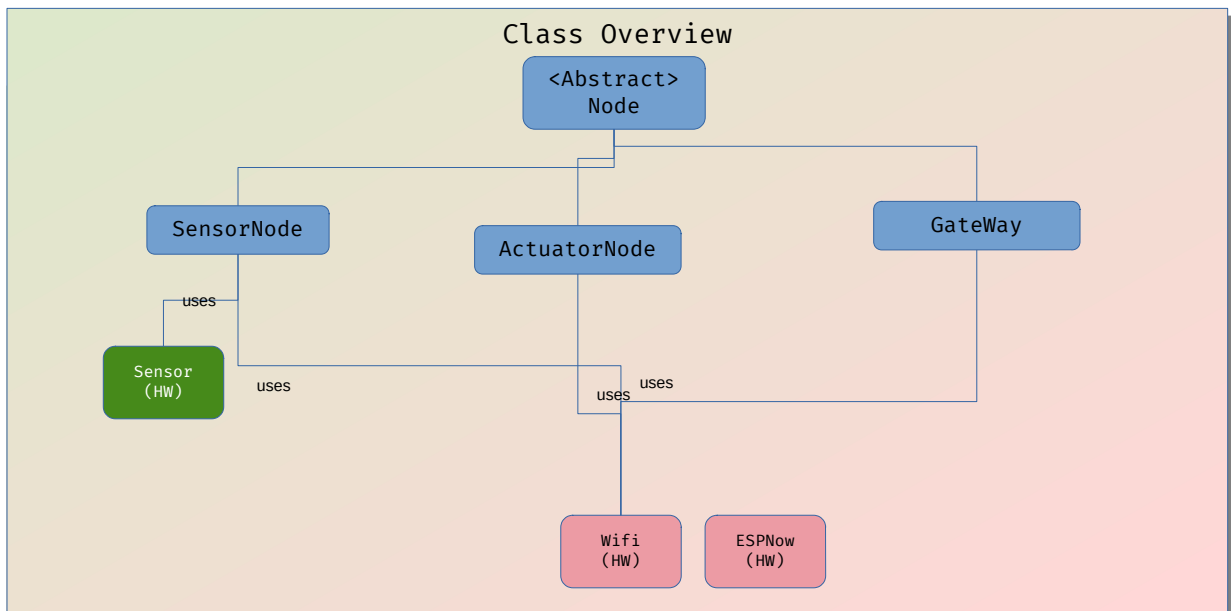 Class Overview
<Abstract>
Node
SensorNode
ActuatorNode
GateWay
uses
Sensor
(HW)
uses
uses
uses
Wifi
(HW)
ESPNow
(HW)